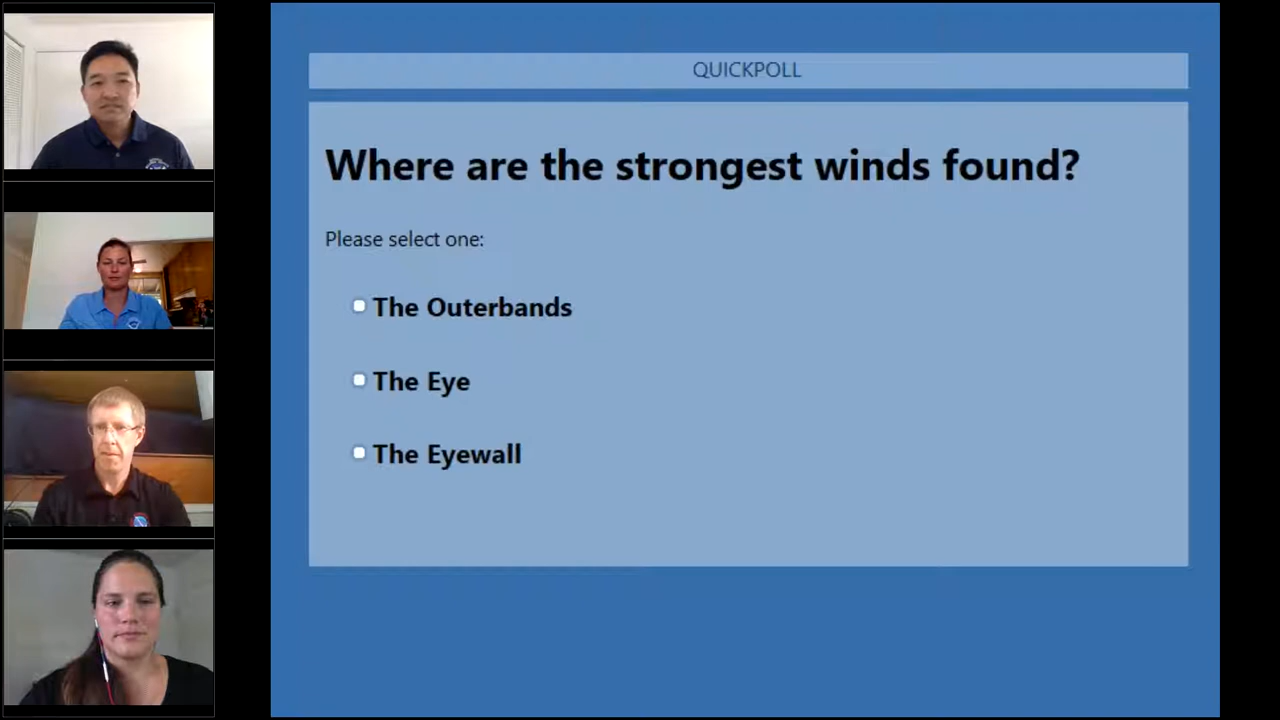 QUICKPOLL
Where are the strongest winds found?
Please select one:
The Outerbands
The Eye
The Eyewall